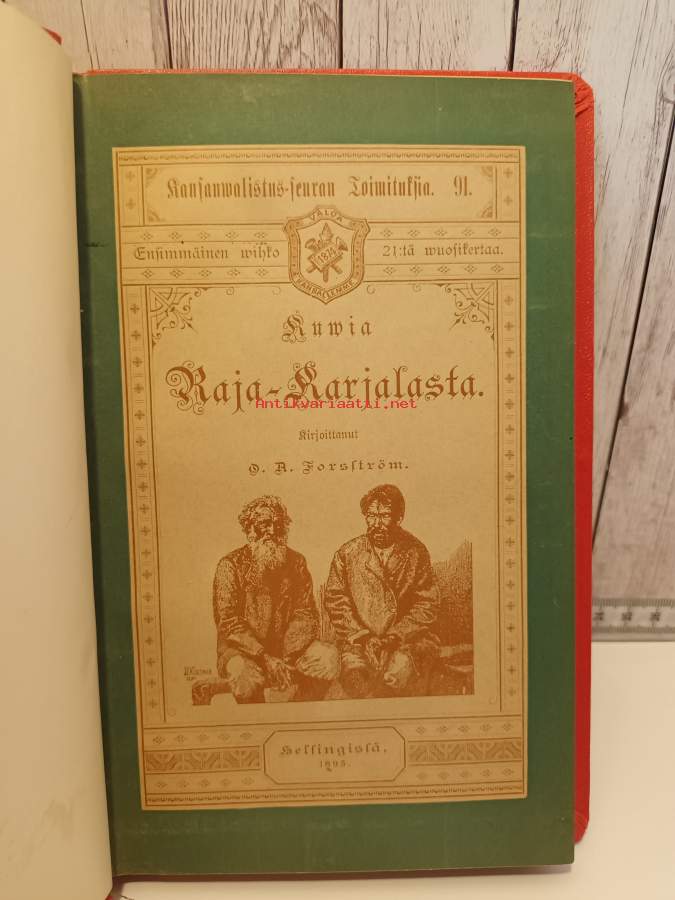 Kansanwalistus-seuran Toimituksia. 91.
VALOA
1874
KANSALLEMME
Ensimmäinen wihko
21:tä wuosikertaa.
Kuwia
Raja-Karjalasta.
Antikvariaatti.net
Kirjoittanut
O. A. Forsström.
Helsingissä,
1895.